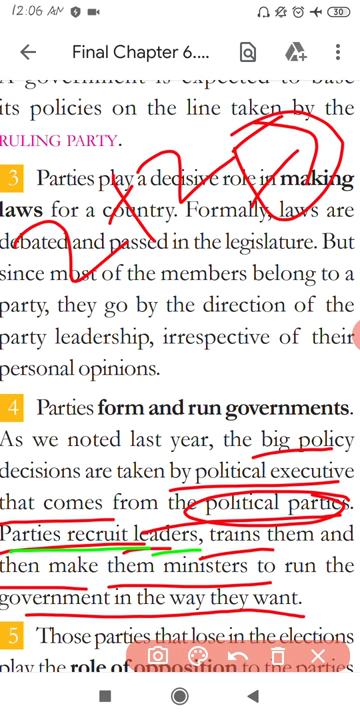 12:06 AM
30
Final Chapter 6....
A government is expected to base
its policies on the line taken by the
RULING PARTY.
3 Parties play a decisive role in making
laws for a country. Formally, laws are
debated and passed in the legislature. But
since most of the members belong to a
party, they go by the direction of the
party leadership, irrespective of their
personal opinions.
4 Parties form and run governments.
As we noted last year, the big policy
decisions are taken by political executive
that comes from the political parties.
Parties recruit leaders, trains them and
then make them ministers to run the
government in the way they want.
5 Those parties that lose in the elections
play the role of opposition to the parties